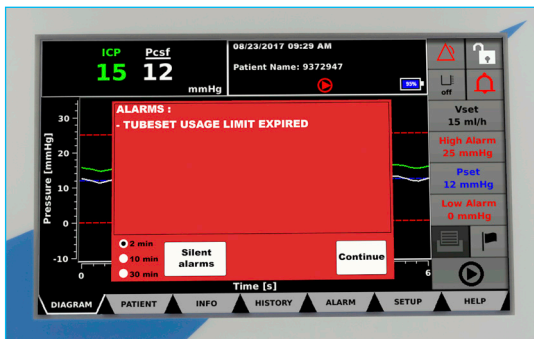 ICP Pcsf
15 12
mmHg
08/23/2017 09:29 AM
Patient Name: 9372947
93%
off
ALARMS :
- TUBESET USAGE LIMIT EXPIRED
2 min
10 min
30 min
Silent
alarms
Continue
Pressure [mmHg]
30
20
10
0
-10
0
6
Time [s]
Vset
15 ml/h
High Alarm
25 mmHg
Pset
12 mmHg
Low Alarm
0 mmHg
DIAGRAM PATIENT INFO HISTORY ALARM SETUP HELP